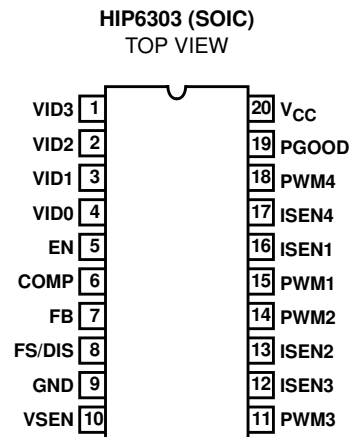 HIP6303 (SOIC)
TOP VIEW
VID3 1 20 VCC
VID2 2 19 PGOOD
VID1 3 18 PWM4
VID0 4 17 ISEN4
EN 5 16 ISEN1
COMP 6 15 PWM1
FB 7 14 PWM2
FS/DIS 8 13 ISEN2
GND 9 12 ISEN3
VSEN 10 11 PWM3